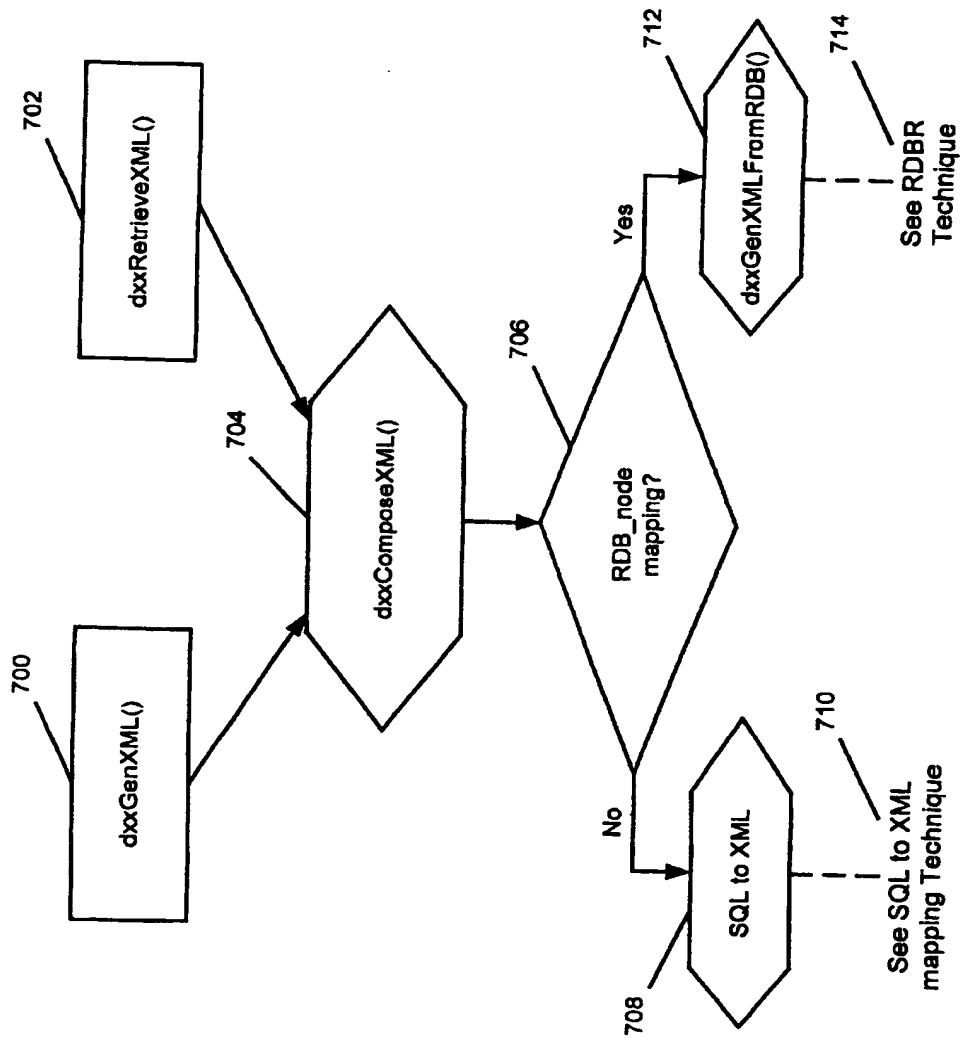 700
dxxGenXML()
702
dxxRetrieveXML()
704
dxxComposeXML()
706
RDB_node
mapping?
No
Yes
708
SQL to XML
710
See SQL to XML
mapping Technique
712
dxxGenXMLFromRDB()
714
See RDBR
Technique